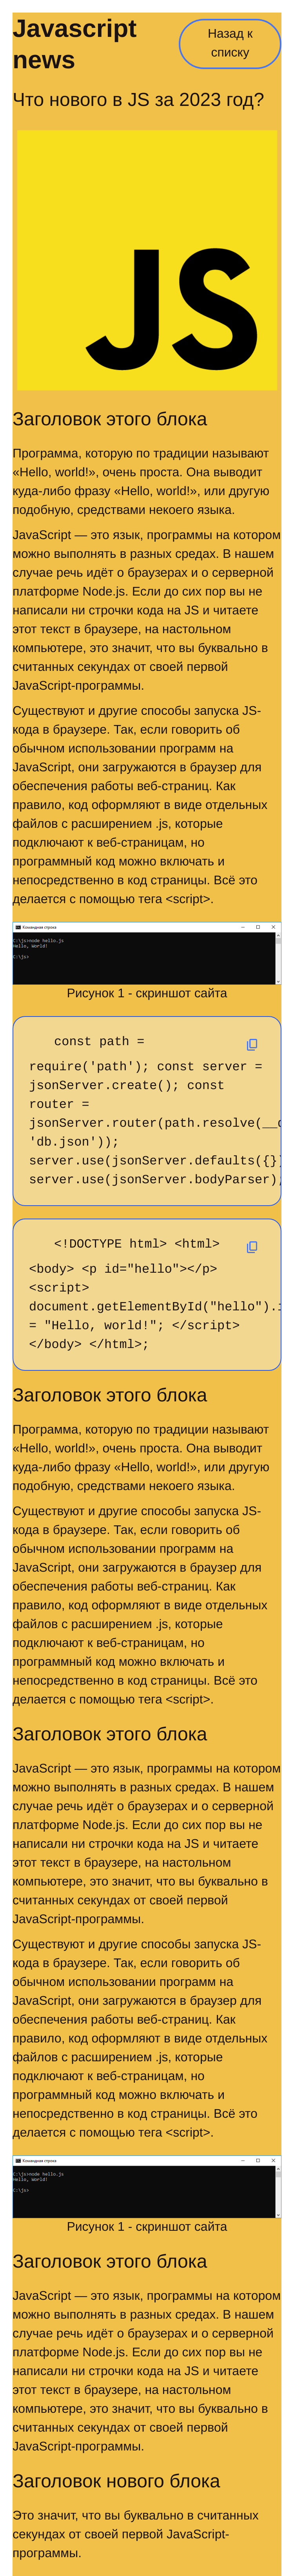 Javascript
news
Назад к
списку
Что нового в JS за 2023 год?
JS
Заголовок этого блока
Программа, которую по традиции называют
«Hello, world!», очень проста. Она выводит
куда-либо фразу «Hello, world!», или другую
подобную, средствами некоего языка.
JavaScript — это язык, программы на котором
можно выполнять в разных средах. В нашем
случае речь идёт о браузерах и о серверной
платформе Node.js. Если до сих пор вы не
написали ни строчки кода на JS и читаете
этот текст в браузере, на настольном
компьютере, это значит, что вы буквально в
считанных секундах от своей первой
JavaScript-программы.
Существуют и другие способы запуска JS-
кода в браузере. Так, если говорить об
обычном использовании программ на
JavaScript, они загружаются в браузер для
обеспечения работы веб-страниц. Как
правило, код оформляют в виде отдельных
файлов с расширением .js, которые
подключают к веб-страницам, но
программный код можно включать и
непосредственно в код страницы. Всё это
делается с помощью тега <script>.
Командная строка
C:\js>node hello.js
Hello, World!
C:\js>
Рисунок 1 - скриншот сайта
const path =
require('path'); const server =
jsonServer.create(); const
router =
jsonServer.router(path.resolve(__d
'db.json'));
server.use(jsonServer.defaults({})
server.use(jsonServer.bodyParser);
<!DOCTYPE html> <html>
<body> <p id="hello"></p>
<script>
document.getElementById("hello").i
= "Hello, world!"; </script>
</body> </html>;
Заголовок этого блока
Программа, которую по традиции называют
«Hello, world!», очень проста. Она выводит
куда-либо фразу «Hello, world!», или другую
подобную, средствами некоего языка.
Существуют и другие способы запуска JS-
кода в браузере. Так, если говорить об
обычном использовании программ на
JavaScript, они загружаются в браузер для
обеспечения работы веб-страниц. Как
правило, код оформляют в виде отдельных
файлов с расширением .js, которые
подключают к веб-страницам, но
программный код можно включать и
непосредственно в код страницы. Всё это
делается с помощью тега <script>.
Заголовок этого блока
JavaScript — это язык, программы на котором
можно выполнять в разных средах. В нашем
случае речь идёт о браузерах и о серверной
платформе Node.js. Если до сих пор вы не
написали ни строчки кода на JS и читаете
этот текст в браузере, на настольном
компьютере, это значит, что вы буквально в
считанных секундах от своей первой
JavaScript-программы.
Существуют и другие способы запуска JS-
кода в браузере. Так, если говорить об
обычном использовании программ на
JavaScript, они загружаются в браузер для
обеспечения работы веб-страниц. Как
правило, код оформляют в виде отдельных
файлов с расширением .js, которые
подключают к веб-страницам, но
программный код можно включать и
непосредственно в код страницы. Всё это
делается с помощью тега <script>.
Командная строка
C:\js>node hello.js
Hello, World!
C:\js>
Рисунок 1 - скриншот сайта
Заголовок этого блока
JavaScript — это язык, программы на котором
можно выполнять в разных средах. В нашем
случае речь идёт о браузерах и о серверной
платформе Node.js. Если до сих пор вы не
написали ни строчки кода на JS и читаете
этот текст в браузере, на настольном
компьютере, это значит, что вы буквально в
считанных секундах от своей первой
JavaScript-программы.
Заголовок нового блока
Это значит, что вы буквально в считанных
секундах от своей первой JavaScript-
программы.